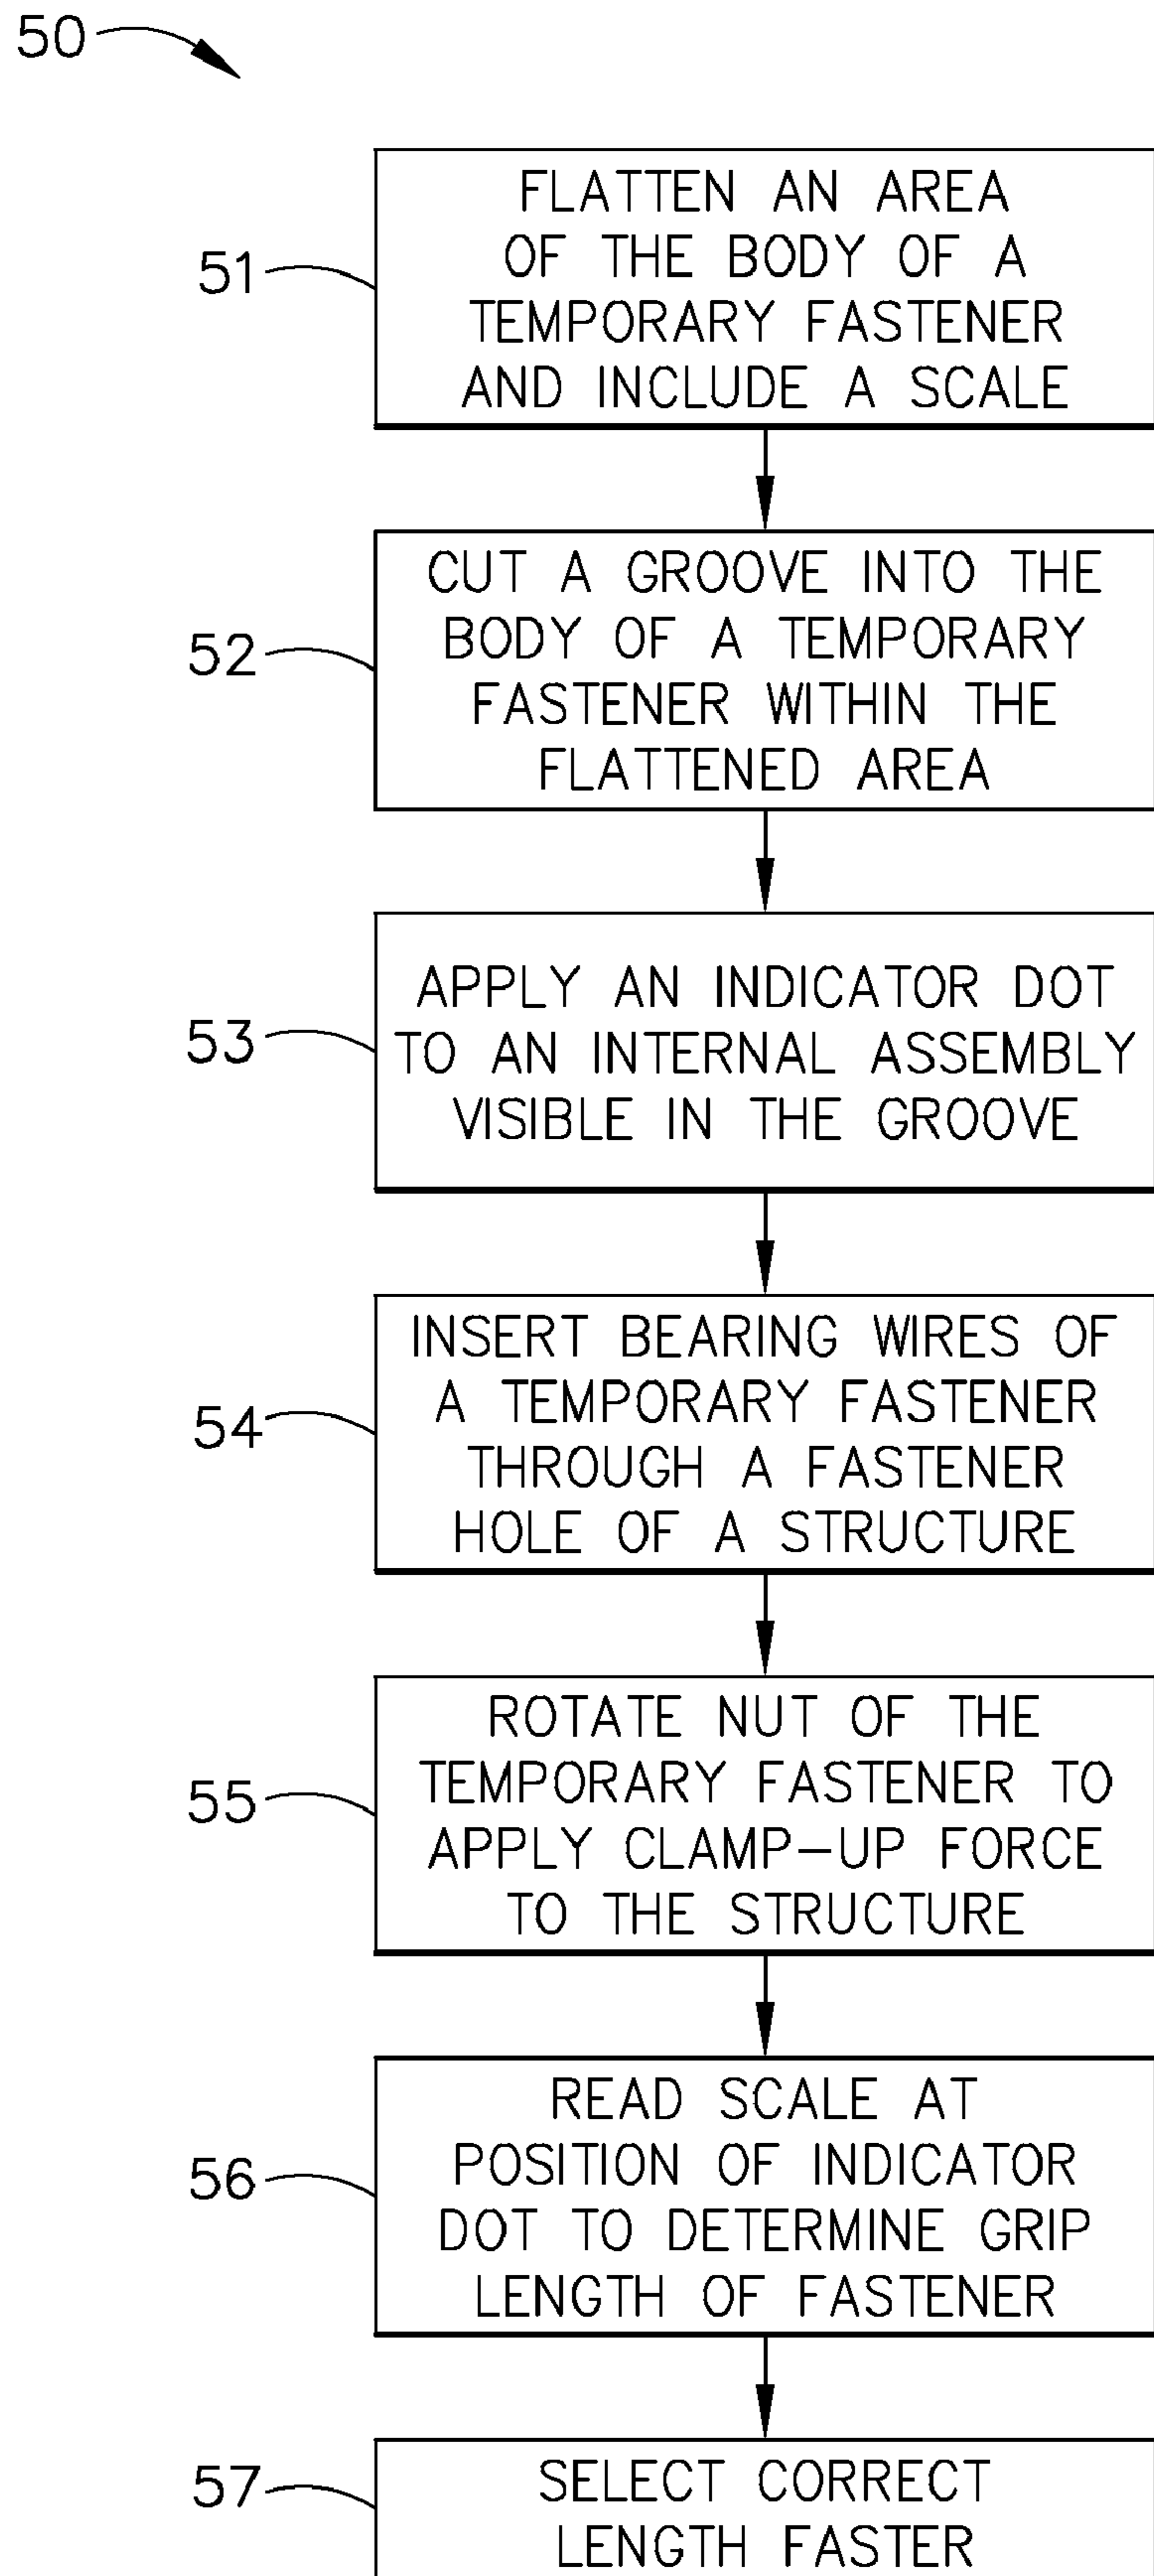 50
51
FLATTEN AN AREA
OF THE BODY OF A
TEMPORARY FASTENER
AND INCLUDE A SCALE
52
CUT A GROOVE INTO THE
BODY OF A TEMPORARY
FASTENER WITHIN THE
FLATTENED AREA
53
APPLY AN INDICATOR DOT
TO AN INTERNAL ASSEMBLY
VISIBLE IN THE GROOVE
54
INSERT BEARING WIRES OF
A TEMPORARY FASTENER
THROUGH A FASTENER
HOLE OF A STRUCTURE
55
ROTATE NUT OF THE
TEMPORARY FASTENER TO
APPLY CLAMP-UP FORCE
TO THE STRUCTURE
56
READ SCALE AT
POSITION OF INDICATOR
DOT TO DETERMINE GRIP
LENGTH OF FASTENER
57
SELECT CORRECT
LENGTH FASTER